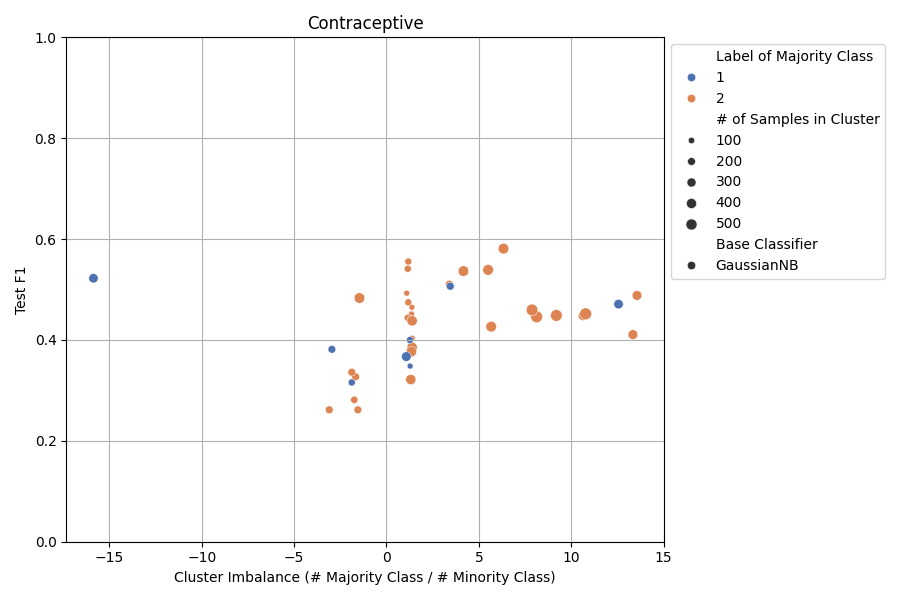 Contraceptive
1.0
0.8
0.6
0.4
0.2
0.0
Test F1
−15
−10
−5
0
5
10
15
Cluster Imbalance (# Majority Class / # Minority Class)
Label of Majority Class
1
2
# of Samples in Cluster
100
200
300
400
500
Base Classifier
GaussianNB